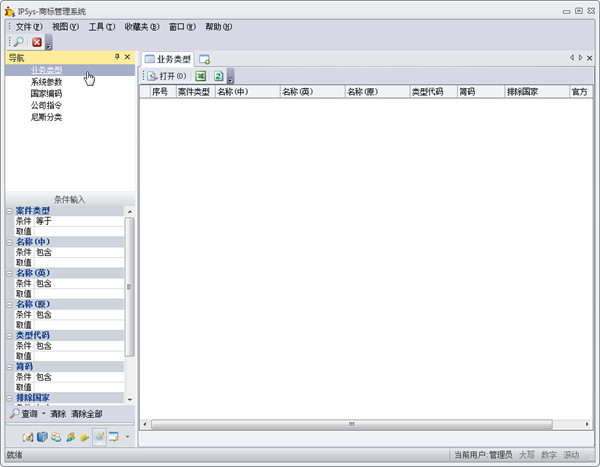 IPSys-商标管理系统
文件(F) 视图(V) 工具(T) 收藏夹(B) 窗口(W) 帮助(H)
导航
业务类型
系统参数
国家编码
公司指令
尼斯分类
条件输入
案件类型
条件 等于
取值
名称(中)
条件 包含
取值
名称(英)
条件 包含
取值
名称(原)
条件 包含
取值
类型代码
条件 包含
取值
简码
条件 包含
取值
排除国家
查询 清除 清除全部
业务类型
打开(O)
序号 案件类型 名称(中) 名称(英) 名称(原) 类型代码 简码 排除国家 官方
就绪
当前用户: 管理员 大写 数字 滚动